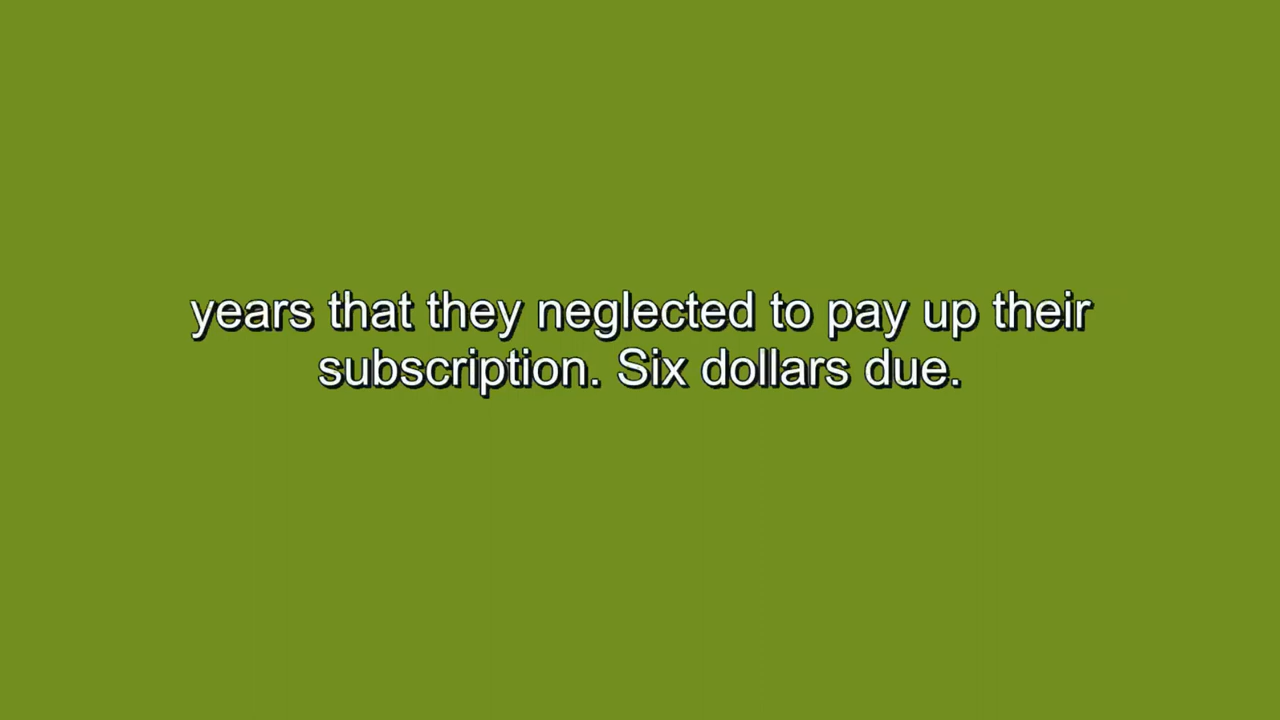 years that they neglected to pay up their
subscription. Six dollars due.